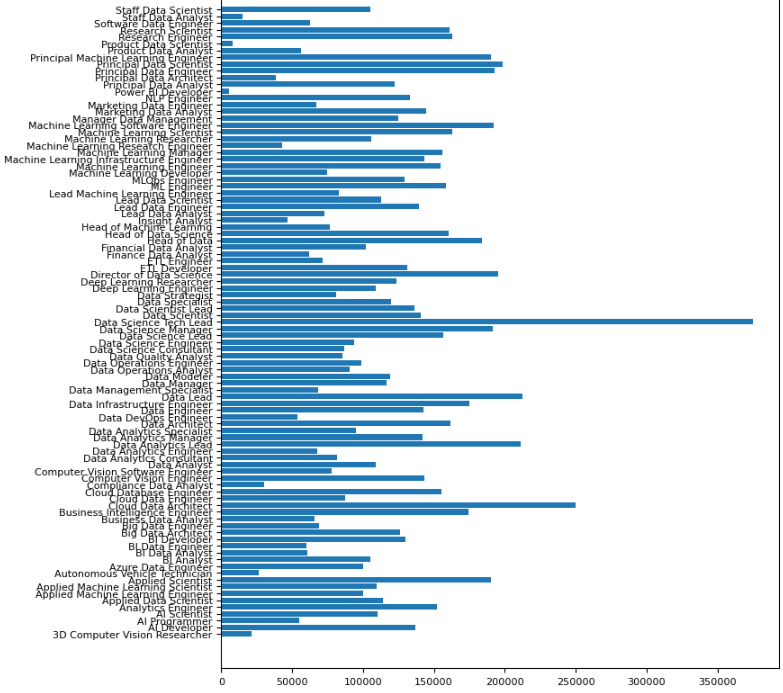 Staff Data Scientist
Staff Data Analyst
Software Data Engineer
Research Scientist
Research Engineer
Product Data Scientist
Product Data Analyst
Principal Machine Learning Engineer
Principal Data Scientist
Principal Data Engineer
Principal Data Architect
Principal Data Analyst
Power BI Developer
NLP Engineer
Marketing Data Engineer
Marketing Data Analyst
Manager Data Management
Machine Learning Software Engineer
Machine Learning Scientist
Machine Learning Researcher
Machine Learning Research Engineer
Machine Learning Manager
Machine Learning Infrastructure Engineer
Machine Learning Engineer
Machine Learning Developer
MLOps Engineer
ML Engineer
Lead Machine Learning Engineer
Lead Data Scientist
Lead Data Engineer
Lead Data Analyst
Insight Analyst
Head of Machine Learning
Head of Data Science
Head of Data
Financial Data Analyst
Finance Data Analyst
ETL Engineer
ETL Developer
Director of Data Science
Deep Learning Researcher
Deep Learning Engineer
Data Strategist
Data Specialist
Data Scientist Lead
Data Scientist
Data Science Tech Lead
Data Science Manager
Data Science Lead
Data Science Engineer
Data Science Consultant
Data Quality Analyst
Data Operations Engineer
Data Operations Analyst
Data Modeler
Data Manager
Data Management Specialist
Data Lead
Data Infrastructure Engineer
Data Engineer
Data DevOps Engineer
Data Architect
Data Analytics Specialist
Data Analytics Manager
Data Analytics Lead
Data Analytics Engineer
Data Analytics Consultant
Data Analyst
Computer Vision Software Engineer
Computer Vision Engineer
Compliance Data Analyst
Cloud Database Engineer
Cloud Data Engineer
Cloud Data Architect
Business Intelligence Engineer
Business Data Analyst
Big Data Engineer
Big Data Architect
BI Developer
BI Data Engineer
BI Data Analyst
BI Analyst
Azure Data Engineer
Autonomous Vehicle Technician
Applied Scientist
Applied Machine Learning Scientist
Applied Machine Learning Engineer
Applied Data Scientist
Analytics Engineer
AI Scientist
AI Programmer
AI Developer
3D Computer Vision Researcher
0 50000 100000 150000 200000 250000 300000 350000